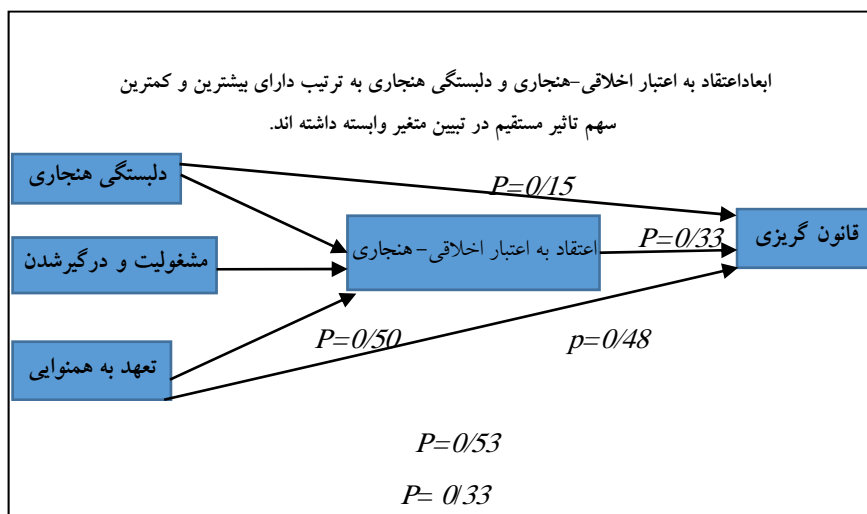 ابعاداعتقاد به اعتبار اخلاقی-هنجاری و دلبستگی هنجاری به ترتیب دارای بیشترین و کمترین
سهم تاثیر مستقیم در تبیین متغیر وابسته داشته اند.
دلبستگی هنجاری
P=0/15
قانون گریزی
مشغولیت و درگیرشدن
اعتقاد به اعتبار اخلاقی- هنجاری
P=0/33
تعهد به همنوایی
P=0/50
p=0/48
P=0/53
P= 0/33